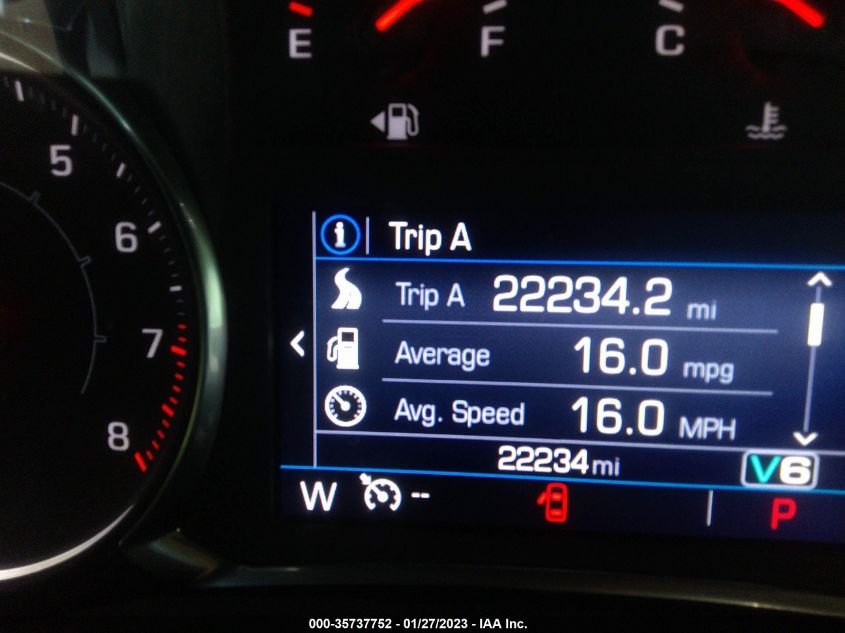 E F C
5
6
7
8
i Trip A
Trip A 22234.2 mi
Average 16.0 mpg
Avg. Speed 16.0 MPH
22234 mi V6
W -- P
000-35737752 - 01/27/2023 - IAA Inc.